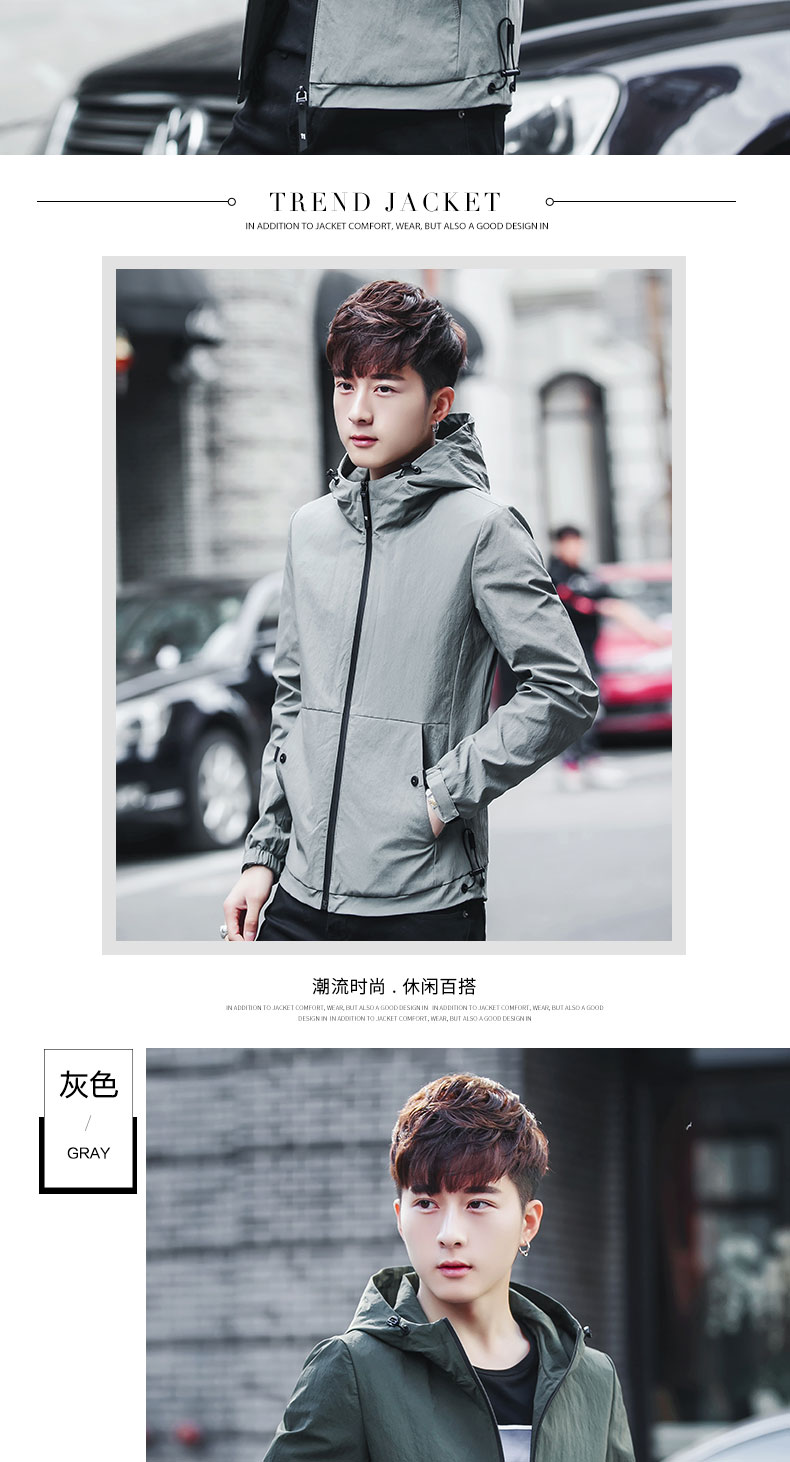 TREND JACKET
IN ADDITION TO JACKET COMFORT, WEAR, BUT ALSO A GOOD DESIGN IN
潮流时尚 . 休闲百搭
IN ADDITION TO JACKET COMFORT, WEAR, BUT ALSO A GOOD DESIGN IN IN ADDITION TO JACKET COMFORT, WEAR, BUT ALSO A GOOD
DESIGN IN IN ADDITION TO JACKET COMFORT, WEAR, BUT ALSO A GOOD DESIGN IN
灰色
/
GRAY